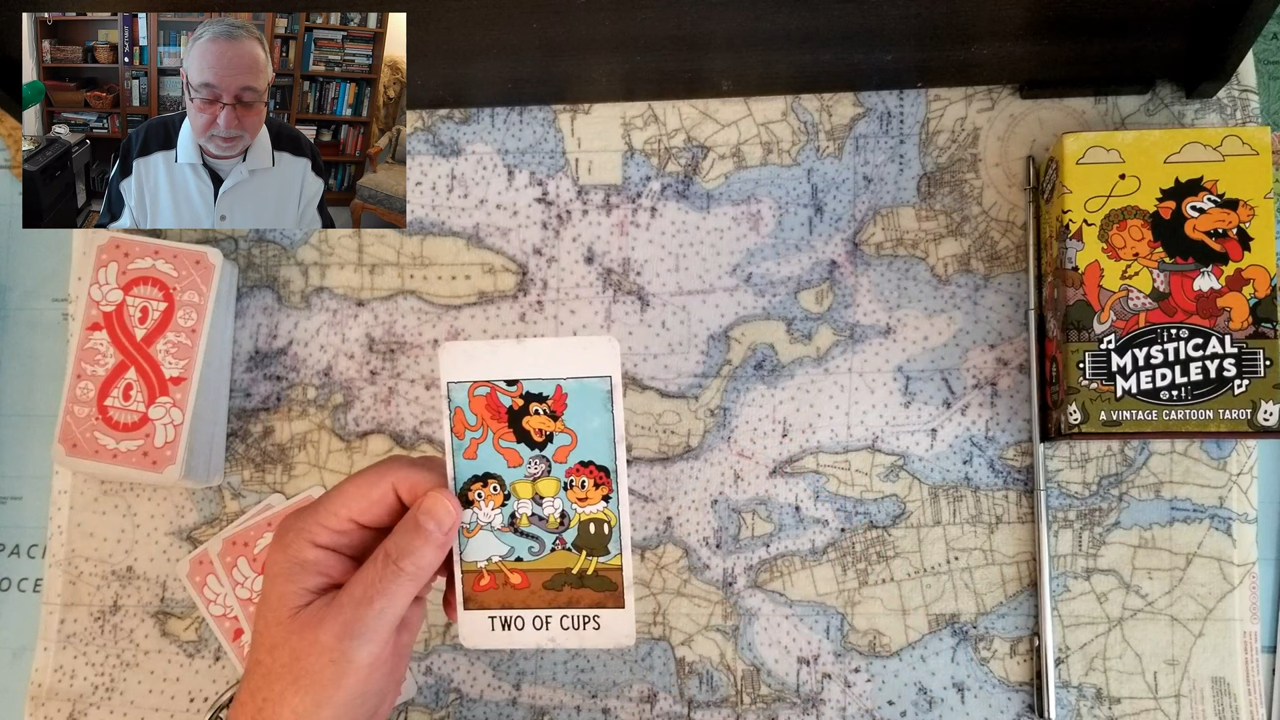 TWO OF CUPS
MYSTICAL
MEDLEYS
A VINTAGE CARTOON TAROT
PACI
OCE